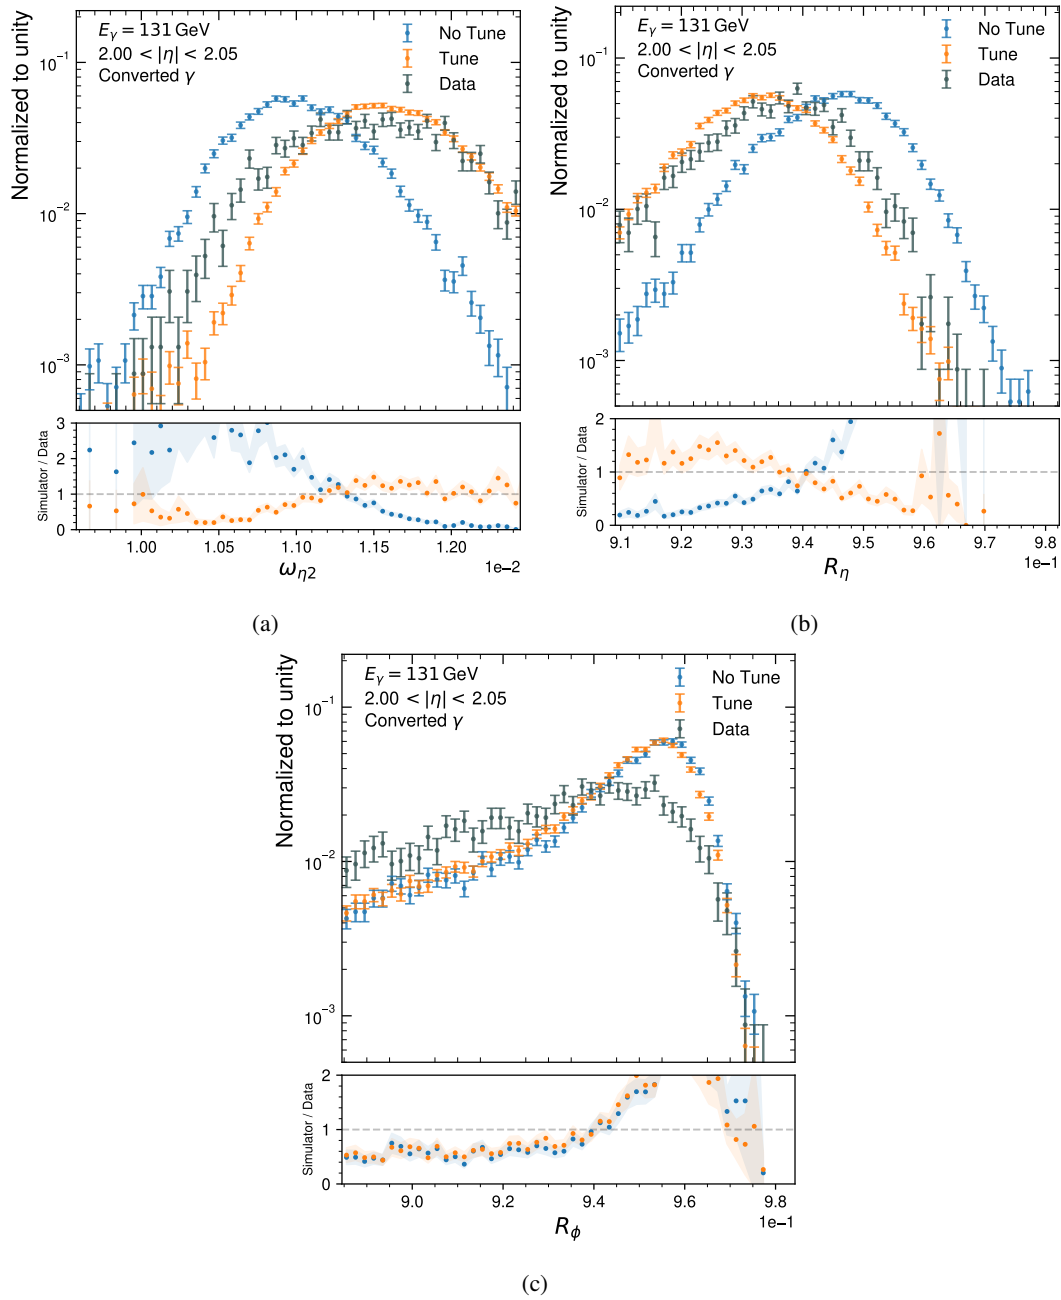 Normalized to unity
10⁻¹
10⁻²
10⁻³
E_γ = 131 GeV
2.00 < |η| < 2.05
Converted γ
No Tune
Tune
Data
Simulator / Data
3
2
1
0
1.00
1.05
1.10
1.15
1.20
1e−2
ω_η2
(a)
Normalized to unity
10⁻¹
10⁻²
10⁻³
E_γ = 131 GeV
2.00 < |η| < 2.05
Converted γ
No Tune
Tune
Data
Simulator / Data
2
1
0
9.1
9.2
9.3
9.4
9.5
9.6
9.7
9.8
1e−1
R_η
(b)
Normalized to unity
10⁻¹
10⁻²
10⁻³
E_γ = 131 GeV
2.00 < |η| < 2.05
Converted γ
No Tune
Tune
Data
Simulator / Data
2
1
0
9.0
9.2
9.4
9.6
9.8
1e−1
R_ϕ
(c)